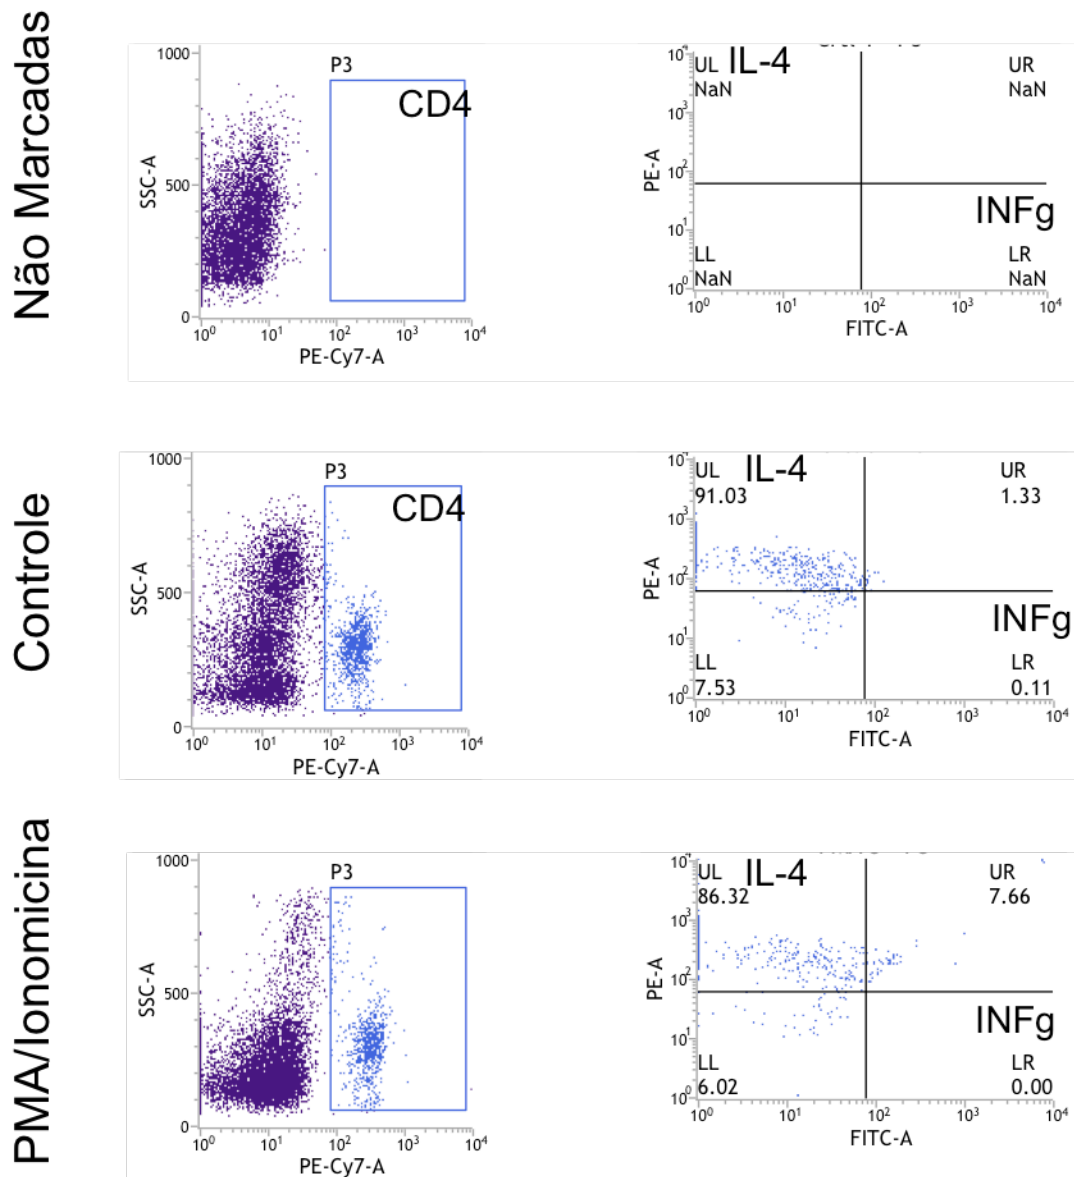 Não Marcadas
P3
CD4
1000
500
0
SSC-A
10⁰ 10¹ 10² 10³ 10⁴
PE-Cy7-A
IL-4
UL
NaN
UR
NaN
INFg
LL
NaN
LR
NaN
10⁴
10³
10²
10¹
10⁰
PE-A
10⁰ 10¹ 10² 10³ 10⁴
FITC-A
Controle
P3
CD4
1000
500
0
SSC-A
10⁰ 10¹ 10² 10³ 10⁴
PE-Cy7-A
IL-4
UL
91.03
UR
1.33
INFg
LL
7.53
LR
0.11
10³
10²
10¹
10⁰
PE-A
10⁰ 10¹ 10² 10³ 10⁴
FITC-A
PMA/Ionomicina
P3
1000
500
0
SSC-A
10⁰ 10¹ 10² 10³ 10⁴
PE-Cy7-A
IL-4
UL
86.32
UR
7.66
INFg
LL
6.02
LR
0.00
10³
10²
10¹
10⁰
PE-A
10⁰ 10¹ 10² 10³ 10⁴
FITC-A